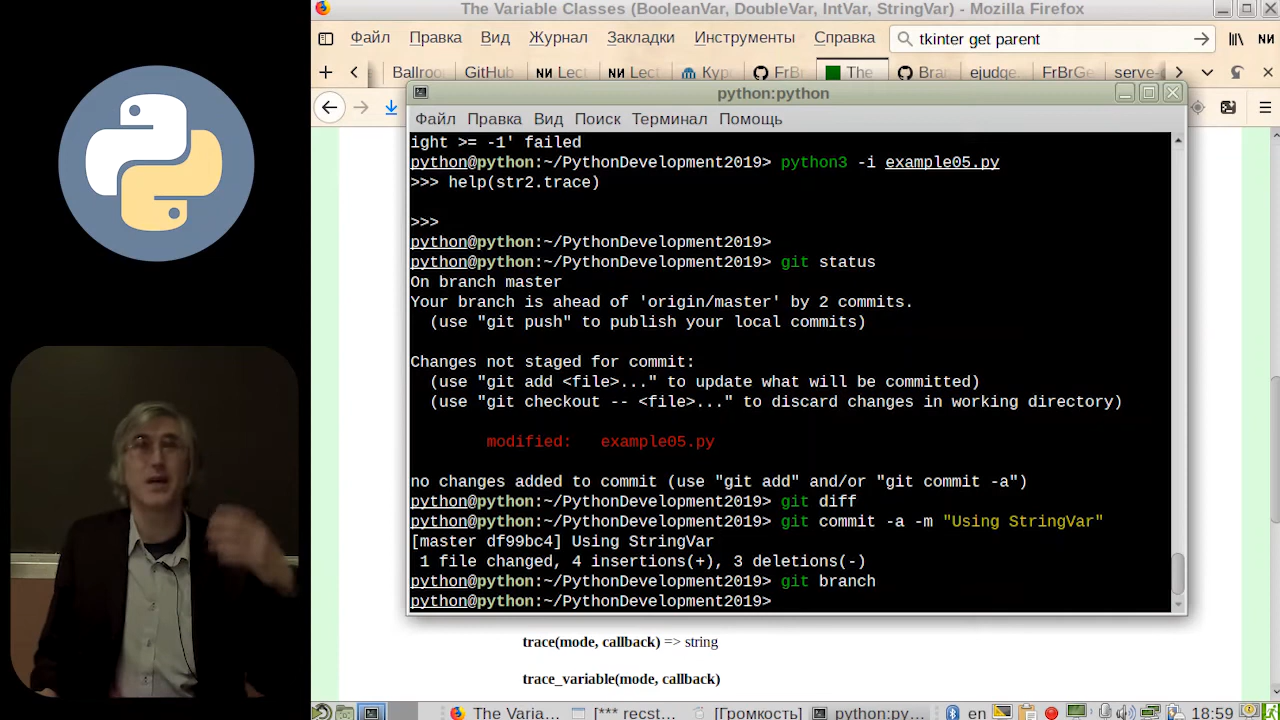 The Variable Classes (BooleanVar, DoubleVar, IntVar, StringVar) - Mozilla Firefox
Файл Правка Вид Журнал Закладки Инструменты Справка tkinter get parent
Ballroo GitHub Lect Lect Кур FrBr The Bra ejudge FrBrGe serve-
python:python
Файл Правка Вид Поиск Терминал Помощь
ight >= -1' failed
python@python:~/PythonDevelopment2019> python3 -i example05.py
>>> help(str2.trace)
>>>
python@python:~/PythonDevelopment2019>
python@python:~/PythonDevelopment2019> git status
On branch master
Your branch is ahead of 'origin/master' by 2 commits.
(use "git push" to publish your local commits)
Changes not staged for commit:
(use "git add <file>..." to update what will be committed)
(use "git checkout -- <file>..." to discard changes in working directory)
modified: example05.py
no changes added to commit (use "git add" and/or "git commit -a")
python@python:~/PythonDevelopment2019> git diff
python@python:~/PythonDevelopment2019> git commit -a -m "Using StringVar"
[master df99bc4] Using StringVar
1 file changed, 4 insertions(+), 3 deletions(-)
python@python:~/PythonDevelopment2019> git branch
python@python:~/PythonDevelopment2019>
trace(mode, callback) => string
trace_variable(mode, callback)
The Varia... [*** recst... [Громкость] python:py... en 18:59